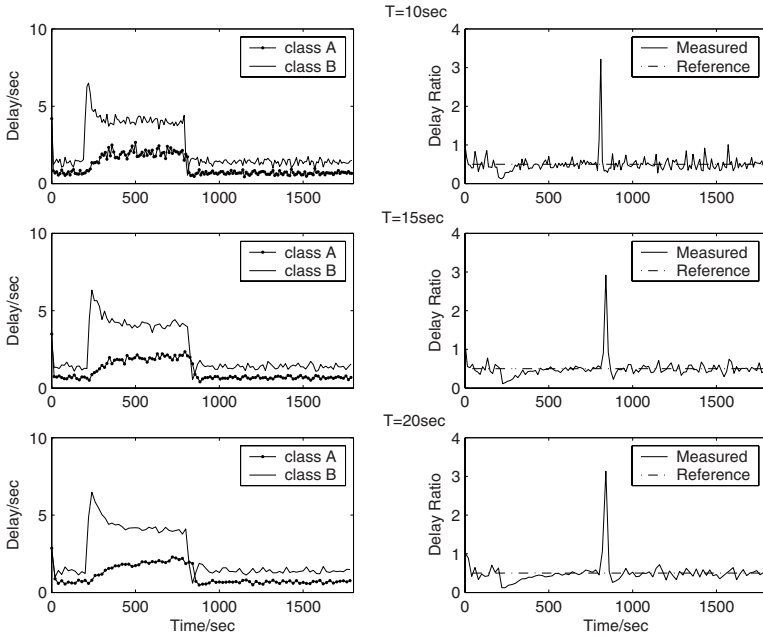 T=10sec
10
5
0
Delay/sec
class A
class B
0 500 1000 1500
4
3
2
1
0
Delay Ratio
Measured
Reference
0 500 1000 1500
T=15sec
10
5
0
Delay/sec
class A
class B
0 500 1000 1500
4
3
2
1
0
Delay Ratio
Measured
Reference
0 500 1000 1500
T=20sec
10
5
0
Delay/sec
class A
class B
0 500 1000 1500
Time/sec
4
3
2
1
0
Delay Ratio
Measured
Reference
0 500 1000 1500
Time/sec